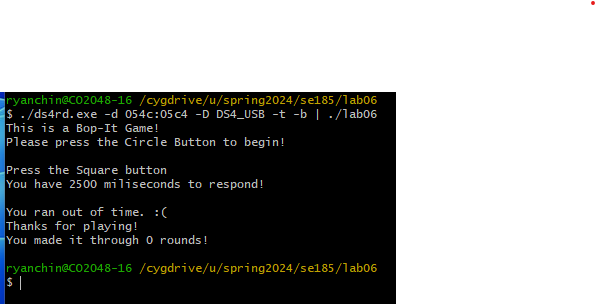 ryanchin@CO2048-16 /cygdrive/u/spring2024/se185/lab06
$ ./ds4rd.exe -d 054c:05c4 -D DS4_USB -t -b | ./lab06
This is a Bop-It Game!
Please press the Circle Button to begin!
Press the Square button
You have 2500 miliseconds to respond!
You ran out of time. :(
Thanks for playing!
You made it through 0 rounds!
ryanchin@CO2048-16 /cygdrive/u/spring2024/se185/lab06
$